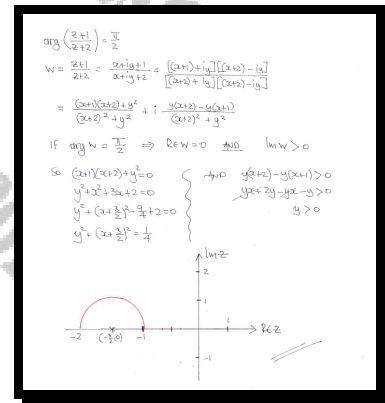 arg (z+1/z+2) = π/2
w = z+1/z+2 = x+iy+1/x+iy+2 = [(x+1)+iy][(x+2)-iy]/[(x+2)+iy][(x+2)-iy]
= (x+1)(x+2)+y²/(x+2)²+y² + i y(x+2)-y(x+1)/(x+2)²+y²
IF arg w = π/2 ⇒ Re w = 0 AND Im w > 0
So (x+1)(x+2)+y²=0
y²+x²+3x+2=0
y²+(x+3/2)²-9/4+2=0
y²+(x+3/2)²=1/4
AND y(x+2)-y(x+1)>0
yx+2y-yx-y>0
y>0
Im z
2
1
-2 (-3/2,0) -1 1 Re z
-1